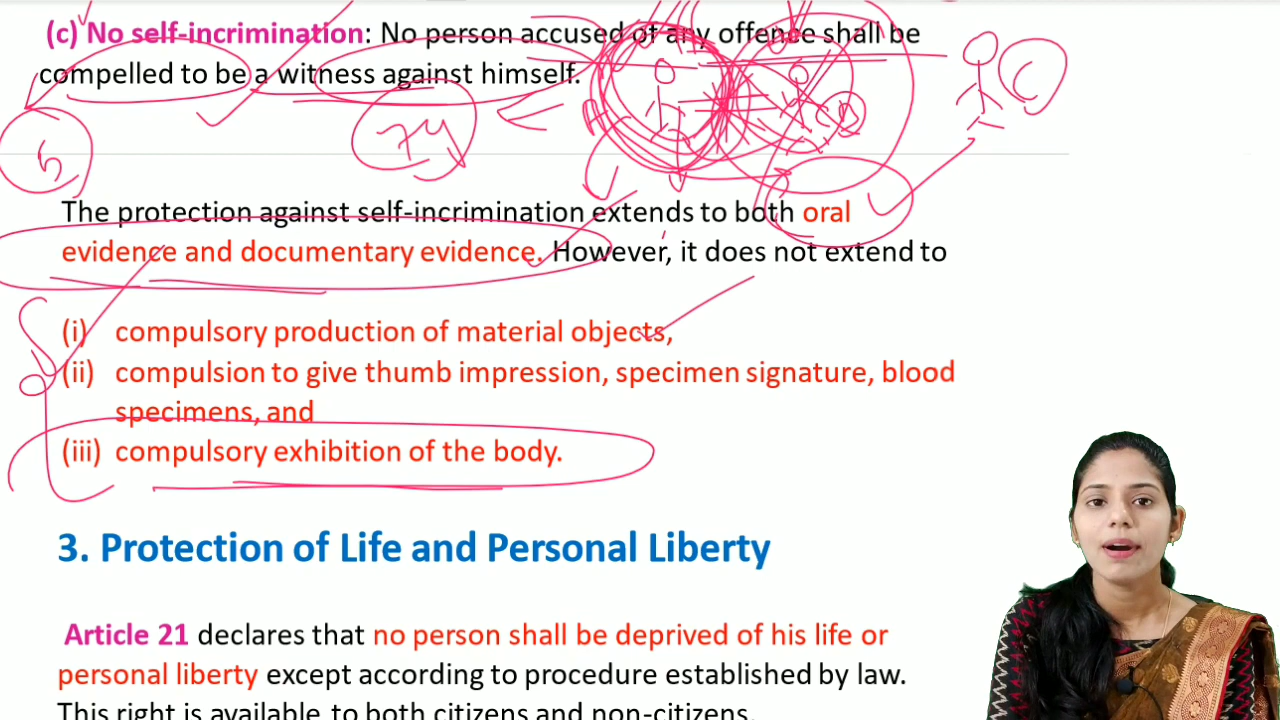 (c) No self-incrimination: No person accused of any offense shall be
compelled to be a witness against himself.
The protection against self-incrimination extends to both oral
evidence and documentary evidence. However, it does not extend to
(i) compulsory production of material objects,
(ii) compulsion to give thumb impression, specimen signature, blood
specimens, and
(iii) compulsory exhibition of the body.
3. Protection of Life and Personal Liberty
Article 21 declares that no person shall be deprived of his life or
personal liberty except according to procedure established by law.
This right is available to both citizens and non-citizens.